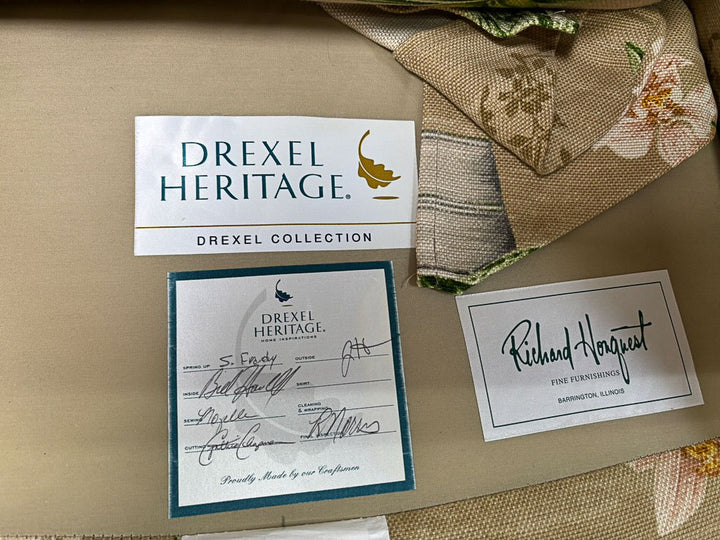 DREXEL
HERITAGE®
DREXEL COLLECTION
DREXEL
HERITAGE®
HOME INSPIRATIONS
SPRING UP S. Frady OUTSIDE
INSIDE SKIRT
SEWING CLEANING & WRAPPING
CUTTING FINAL
Proudly Made by our Craftsmen
Richard Honquest
FINE FURNISHINGS
BARRINGTON, ILLINOIS